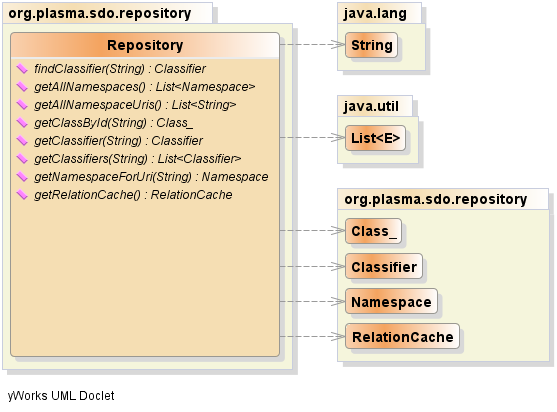 org.plasma.sdo.repository
Repository
findClassifier(String) : Classifier
getAllNamespaces() : List<Namespace>
getAllNamespaceUris() : List<String>
getClassById(String) : Class_
getClassifier(String) : Classifier
getClassifiers(String) : List<Classifier>
getNamespaceForUri(String) : Namespace
getRelationCache() : RelationCache
java.lang
String
java.util
List<E>
org.plasma.sdo.repository
Class_
Classifier
Namespace
RelationCache
yWorks UML Doclet